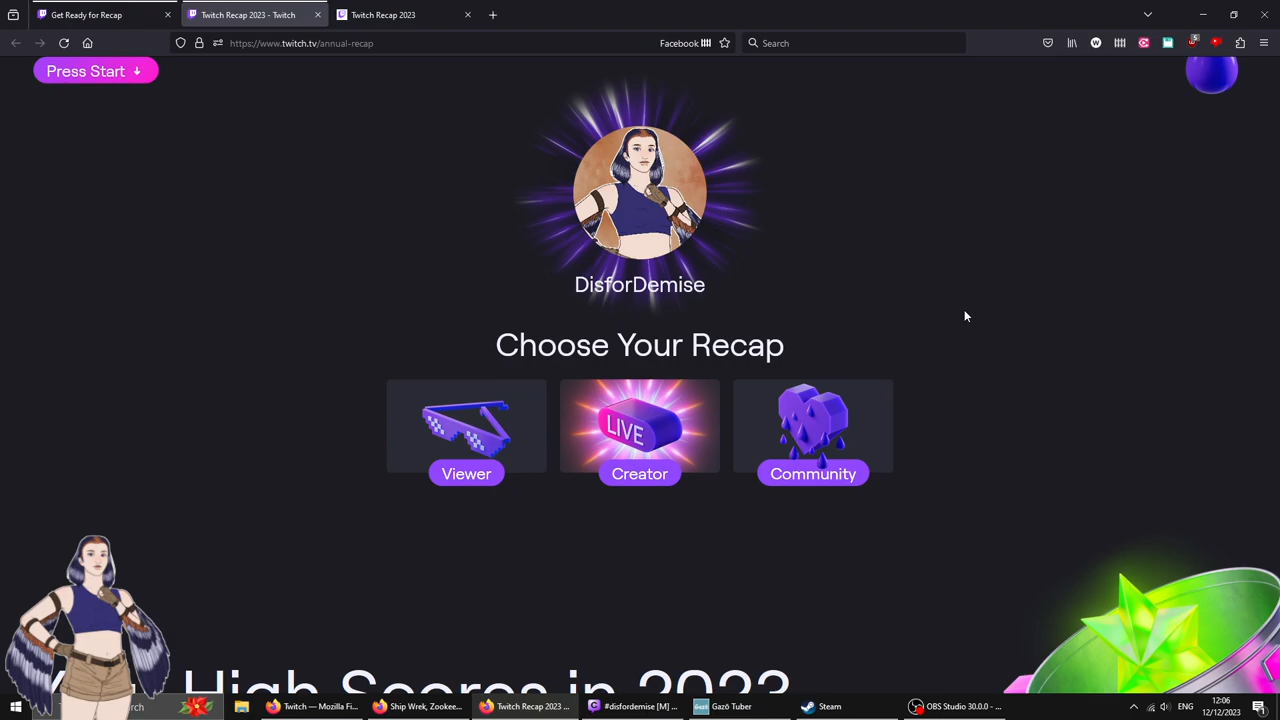 Get Ready for Recap
Twitch Recap 2023 - Twitch
Twitch Recap 2023
https://www.twitch.tv/annual-recap
Facebook
Search
5
Press Start ↓
DisforDemise
Choose Your Recap
LIVE
Viewer
Creator
Community
High Scores in 2023
Twitch — Mozilla Fi...
Ship Wrek, Zookee...
Twitch Recap 2023 ...
#disfordemise [M] ...
Gazō Tuber
Steam
OBS Studio 30.0.0 - ...
ENG
12:06
12/12/2023